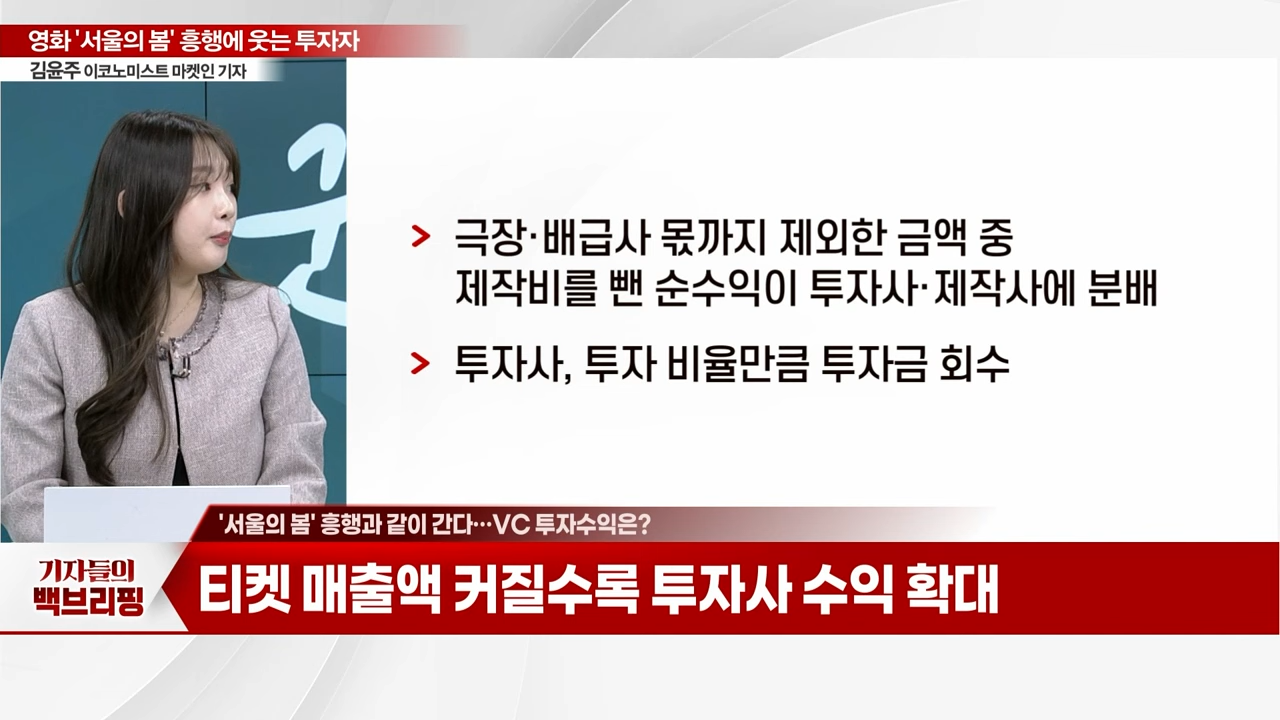 영화 '서울의 봄' 흥행에 웃는 투자자
김윤주 이코노미스트 마켓인 기자
극장·배급사 몫까지 제외한 금액 중
제작비를 뺀 순수익이 투자사·제작사에 분배
투자사, 투자 비율만큼 투자금 회수
'서울의 봄' 흥행과 같이 간다…VC 투자수익은?
기자들의
백브리핑
티켓 매출액 커질수록 투자사 수익 확대